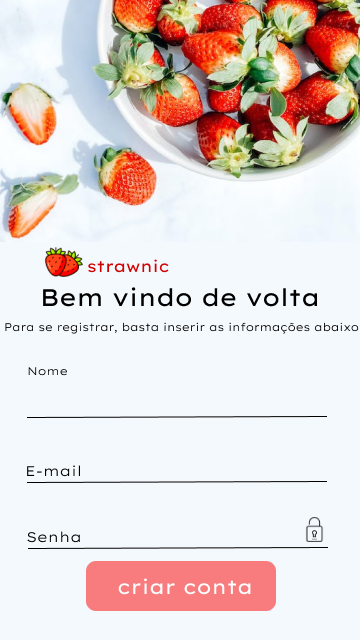 strawnic
Bem vindo de volta
Para se registrar, basta inserir as informações abaixo
Nome
E-mail
Senha
criar conta